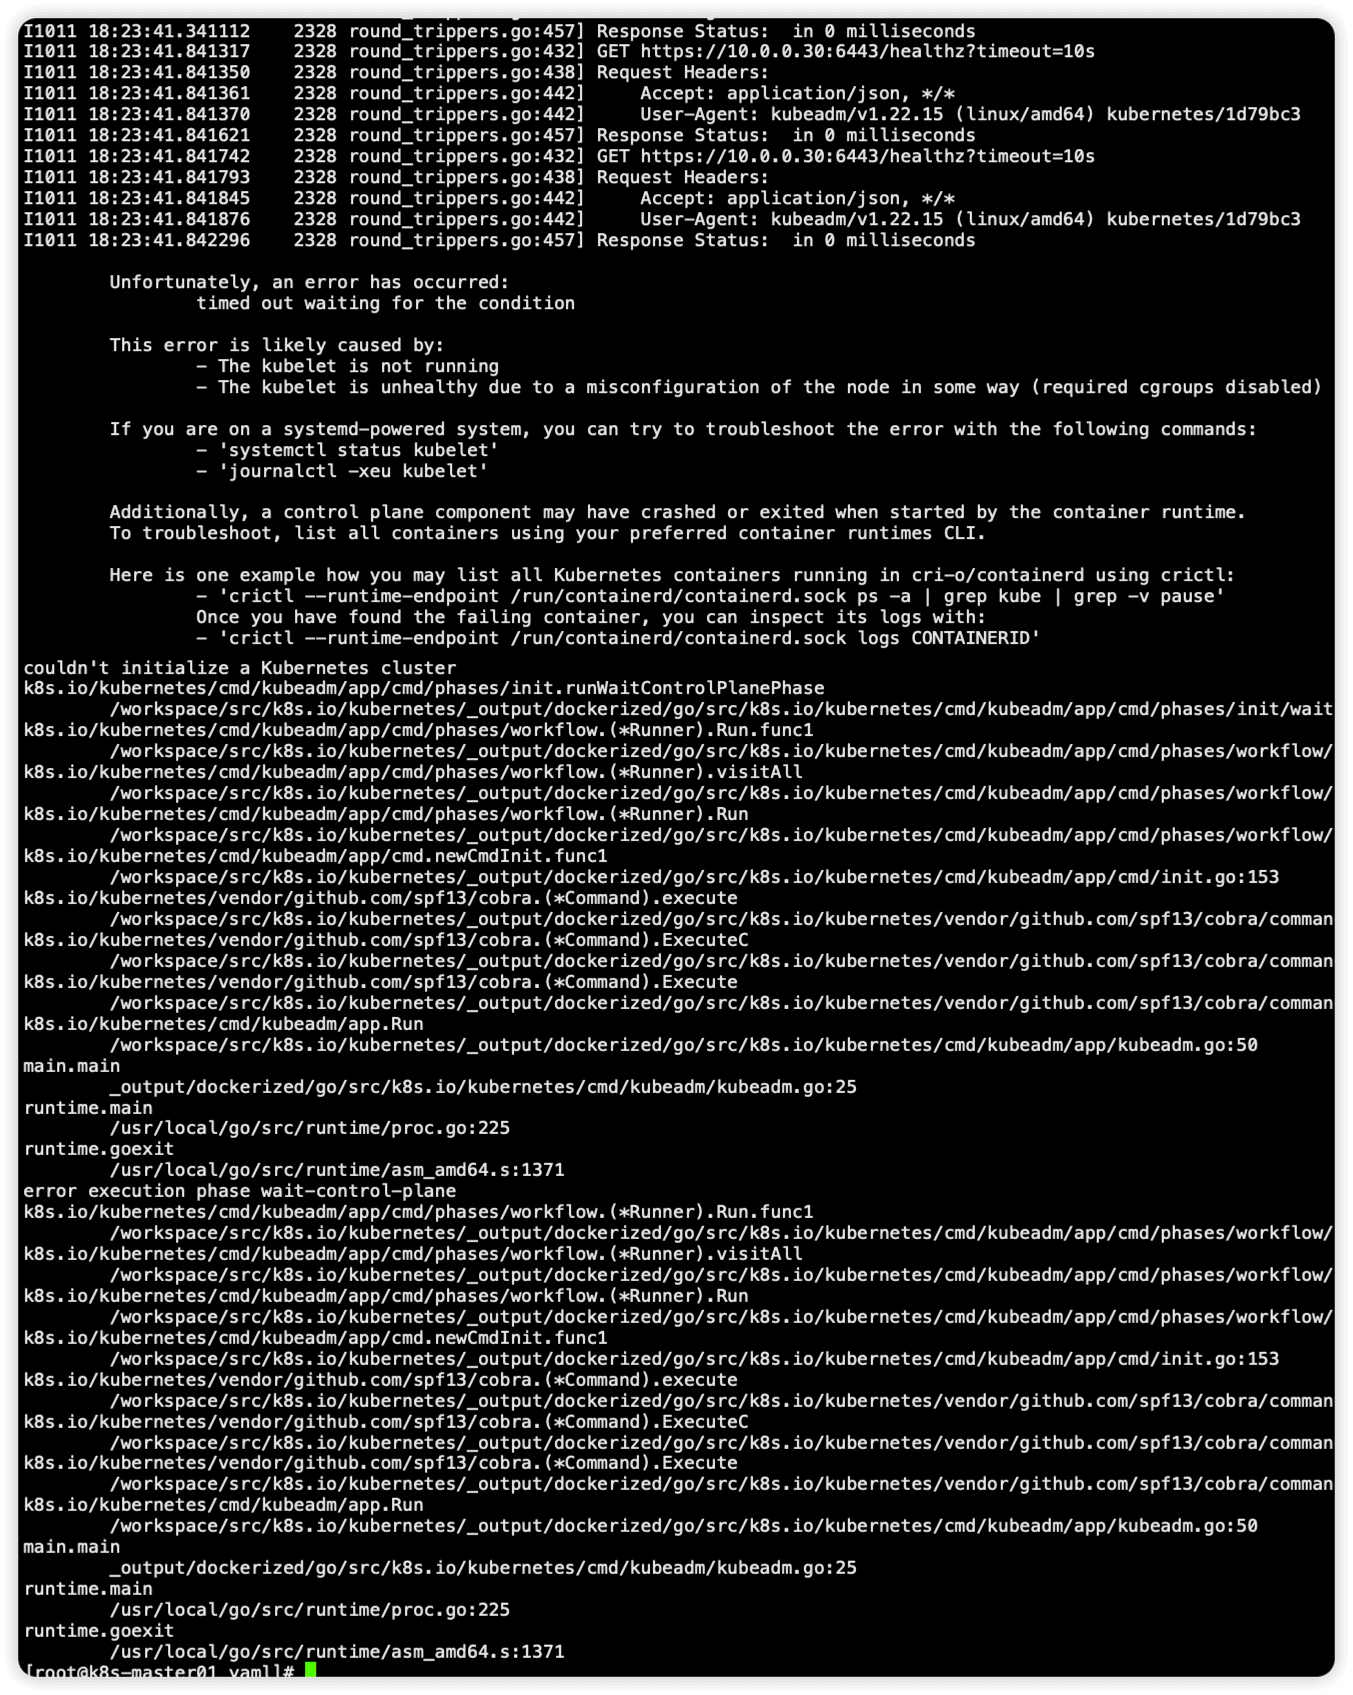 I1011 18:23:41.341112    2328 round_trippers.go:457] Response Status:  in 0 milliseconds
I1011 18:23:41.841317    2328 round_trippers.go:432] GET https://10.0.0.30:6443/healthz?timeout=10s
I1011 18:23:41.841350    2328 round_trippers.go:438] Request Headers:
I1011 18:23:41.841361    2328 round_trippers.go:442]     Accept: application/json, */*
I1011 18:23:41.841370    2328 round_trippers.go:442]     User-Agent: kubeadm/v1.22.15 (linux/amd64) kubernetes/1d79bc3
I1011 18:23:41.841621    2328 round_trippers.go:457] Response Status:  in 0 milliseconds
I1011 18:23:41.841742    2328 round_trippers.go:432] GET https://10.0.0.30:6443/healthz?timeout=10s
I1011 18:23:41.841793    2328 round_trippers.go:438] Request Headers:
I1011 18:23:41.841845    2328 round_trippers.go:442]     Accept: application/json, */*
I1011 18:23:41.841876    2328 round_trippers.go:442]     User-Agent: kubeadm/v1.22.15 (linux/amd64) kubernetes/1d79bc3
I1011 18:23:41.842296    2328 round_trippers.go:457] Response Status:  in 0 milliseconds
Unfortunately, an error has occurred:
timed out waiting for the condition
This error is likely caused by:
- The kubelet is not running
- The kubelet is unhealthy due to a misconfiguration of the node in some way (required cgroups disabled)
If you are on a systemd-powered system, you can try to troubleshoot the error with the following commands:
- 'systemctl status kubelet'
- 'journalctl -xeu kubelet'
Additionally, a control plane component may have crashed or exited when started by the container runtime.
To troubleshoot, list all containers using your preferred container runtimes CLI.
Here is one example how you may list all Kubernetes containers running in cri-o/containerd using crictl:
- 'crictl --runtime-endpoint /run/containerd/containerd.sock ps -a | grep kube | grep -v pause'
Once you have found the failing container, you can inspect its logs with:
- 'crictl --runtime-endpoint /run/containerd/containerd.sock logs CONTAINERID'
couldn't initialize a Kubernetes cluster
k8s.io/kubernetes/cmd/kubeadm/app/cmd/phases/init.runWaitControlPlanePhase
/workspace/src/k8s.io/kubernetes/_output/dockerized/go/src/k8s.io/kubernetes/cmd/kubeadm/app/cmd/phases/init/wait
k8s.io/kubernetes/cmd/kubeadm/app/cmd/phases/workflow.(*Runner).Run.func1
/workspace/src/k8s.io/kubernetes/_output/dockerized/go/src/k8s.io/kubernetes/cmd/kubeadm/app/cmd/phases/workflow/
k8s.io/kubernetes/cmd/kubeadm/app/cmd/phases/workflow.(*Runner).visitAll
/workspace/src/k8s.io/kubernetes/_output/dockerized/go/src/k8s.io/kubernetes/cmd/kubeadm/app/cmd/phases/workflow/
k8s.io/kubernetes/cmd/kubeadm/app/cmd/phases/workflow.(*Runner).Run
/workspace/src/k8s.io/kubernetes/_output/dockerized/go/src/k8s.io/kubernetes/cmd/kubeadm/app/cmd/phases/workflow/
k8s.io/kubernetes/cmd/kubeadm/app/cmd.newCmdInit.func1
/workspace/src/k8s.io/kubernetes/_output/dockerized/go/src/k8s.io/kubernetes/cmd/kubeadm/app/cmd/init.go:153
k8s.io/kubernetes/vendor/github.com/spf13/cobra.(*Command).execute
/workspace/src/k8s.io/kubernetes/_output/dockerized/go/src/k8s.io/kubernetes/vendor/github.com/spf13/cobra/comman
k8s.io/kubernetes/vendor/github.com/spf13/cobra.(*Command).ExecuteC
/workspace/src/k8s.io/kubernetes/_output/dockerized/go/src/k8s.io/kubernetes/vendor/github.com/spf13/cobra/comman
k8s.io/kubernetes/vendor/github.com/spf13/cobra.(*Command).Execute
/workspace/src/k8s.io/kubernetes/_output/dockerized/go/src/k8s.io/kubernetes/vendor/github.com/spf13/cobra/comman
k8s.io/kubernetes/cmd/kubeadm/app.Run
/workspace/src/k8s.io/kubernetes/_output/dockerized/go/src/k8s.io/kubernetes/cmd/kubeadm/app/kubeadm.go:50
main.main
_output/dockerized/go/src/k8s.io/kubernetes/cmd/kubeadm/kubeadm.go:25
runtime.main
/usr/local/go/src/runtime/proc.go:225
runtime.goexit
/usr/local/go/src/runtime/asm_amd64.s:1371
error execution phase wait-control-plane
k8s.io/kubernetes/cmd/kubeadm/app/cmd/phases/workflow.(*Runner).Run.func1
/workspace/src/k8s.io/kubernetes/_output/dockerized/go/src/k8s.io/kubernetes/cmd/kubeadm/app/cmd/phases/workflow/
k8s.io/kubernetes/cmd/kubeadm/app/cmd/phases/workflow.(*Runner).visitAll
/workspace/src/k8s.io/kubernetes/_output/dockerized/go/src/k8s.io/kubernetes/cmd/kubeadm/app/cmd/phases/workflow/
k8s.io/kubernetes/cmd/kubeadm/app/cmd/phases/workflow.(*Runner).Run
/workspace/src/k8s.io/kubernetes/_output/dockerized/go/src/k8s.io/kubernetes/cmd/kubeadm/app/cmd/phases/workflow/
k8s.io/kubernetes/cmd/kubeadm/app/cmd.newCmdInit.func1
/workspace/src/k8s.io/kubernetes/_output/dockerized/go/src/k8s.io/kubernetes/cmd/kubeadm/app/cmd/init.go:153
k8s.io/kubernetes/vendor/github.com/spf13/cobra.(*Command).execute
/workspace/src/k8s.io/kubernetes/_output/dockerized/go/src/k8s.io/kubernetes/vendor/github.com/spf13/cobra/comman
k8s.io/kubernetes/vendor/github.com/spf13/cobra.(*Command).ExecuteC
/workspace/src/k8s.io/kubernetes/_output/dockerized/go/src/k8s.io/kubernetes/vendor/github.com/spf13/cobra/comman
k8s.io/kubernetes/vendor/github.com/spf13/cobra.(*Command).Execute
/workspace/src/k8s.io/kubernetes/_output/dockerized/go/src/k8s.io/kubernetes/vendor/github.com/spf13/cobra/comman
k8s.io/kubernetes/cmd/kubeadm/app.Run
/workspace/src/k8s.io/kubernetes/_output/dockerized/go/src/k8s.io/kubernetes/cmd/kubeadm/app/kubeadm.go:50
main.main
_output/dockerized/go/src/k8s.io/kubernetes/cmd/kubeadm/kubeadm.go:25
runtime.main
/usr/local/go/src/runtime/proc.go:225
runtime.goexit
/usr/local/go/src/runtime/asm_amd64.s:1371
[root@k8s-master01 yaml]#